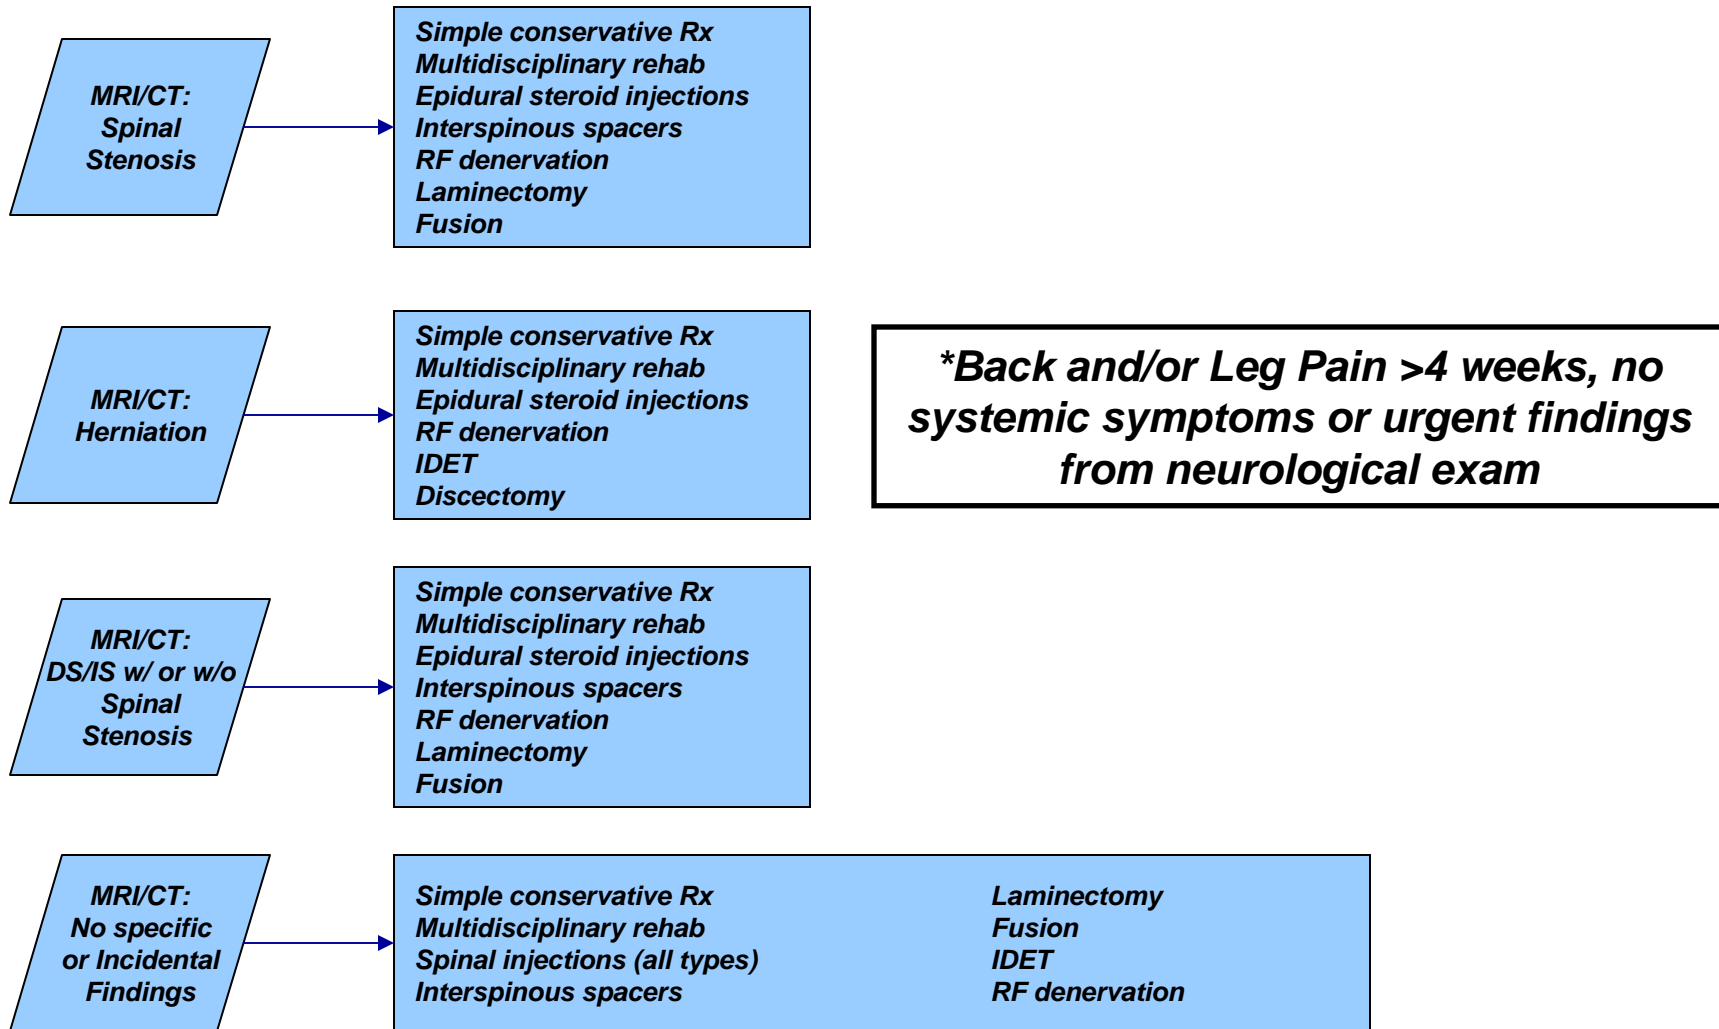 MRI/CT:
Spinal
Stenosis
Simple conservative Rx
Multidisciplinary rehab
Epidural steroid injections
Interspinous spacers
RF denervation
Laminectomy
Fusion
MRI/CT:
Herniation
Simple conservative Rx
Multidisciplinary rehab
Epidural steroid injections
RF denervation
IDET
Discectomy
*Back and/or Leg Pain >4 weeks, no
systemic symptoms or urgent findings
from neurological exam
MRI/CT:
DS/IS w/ or w/o
Spinal
Stenosis
Simple conservative Rx
Multidisciplinary rehab
Epidural steroid injections
Interspinous spacers
RF denervation
Laminectomy
Fusion
MRI/CT:
No specific
or Incidental
Findings
Simple conservative Rx
Multidisciplinary rehab
Spinal injections (all types)
Interspinous spacers
Laminectomy
Fusion
IDET
RF denervation